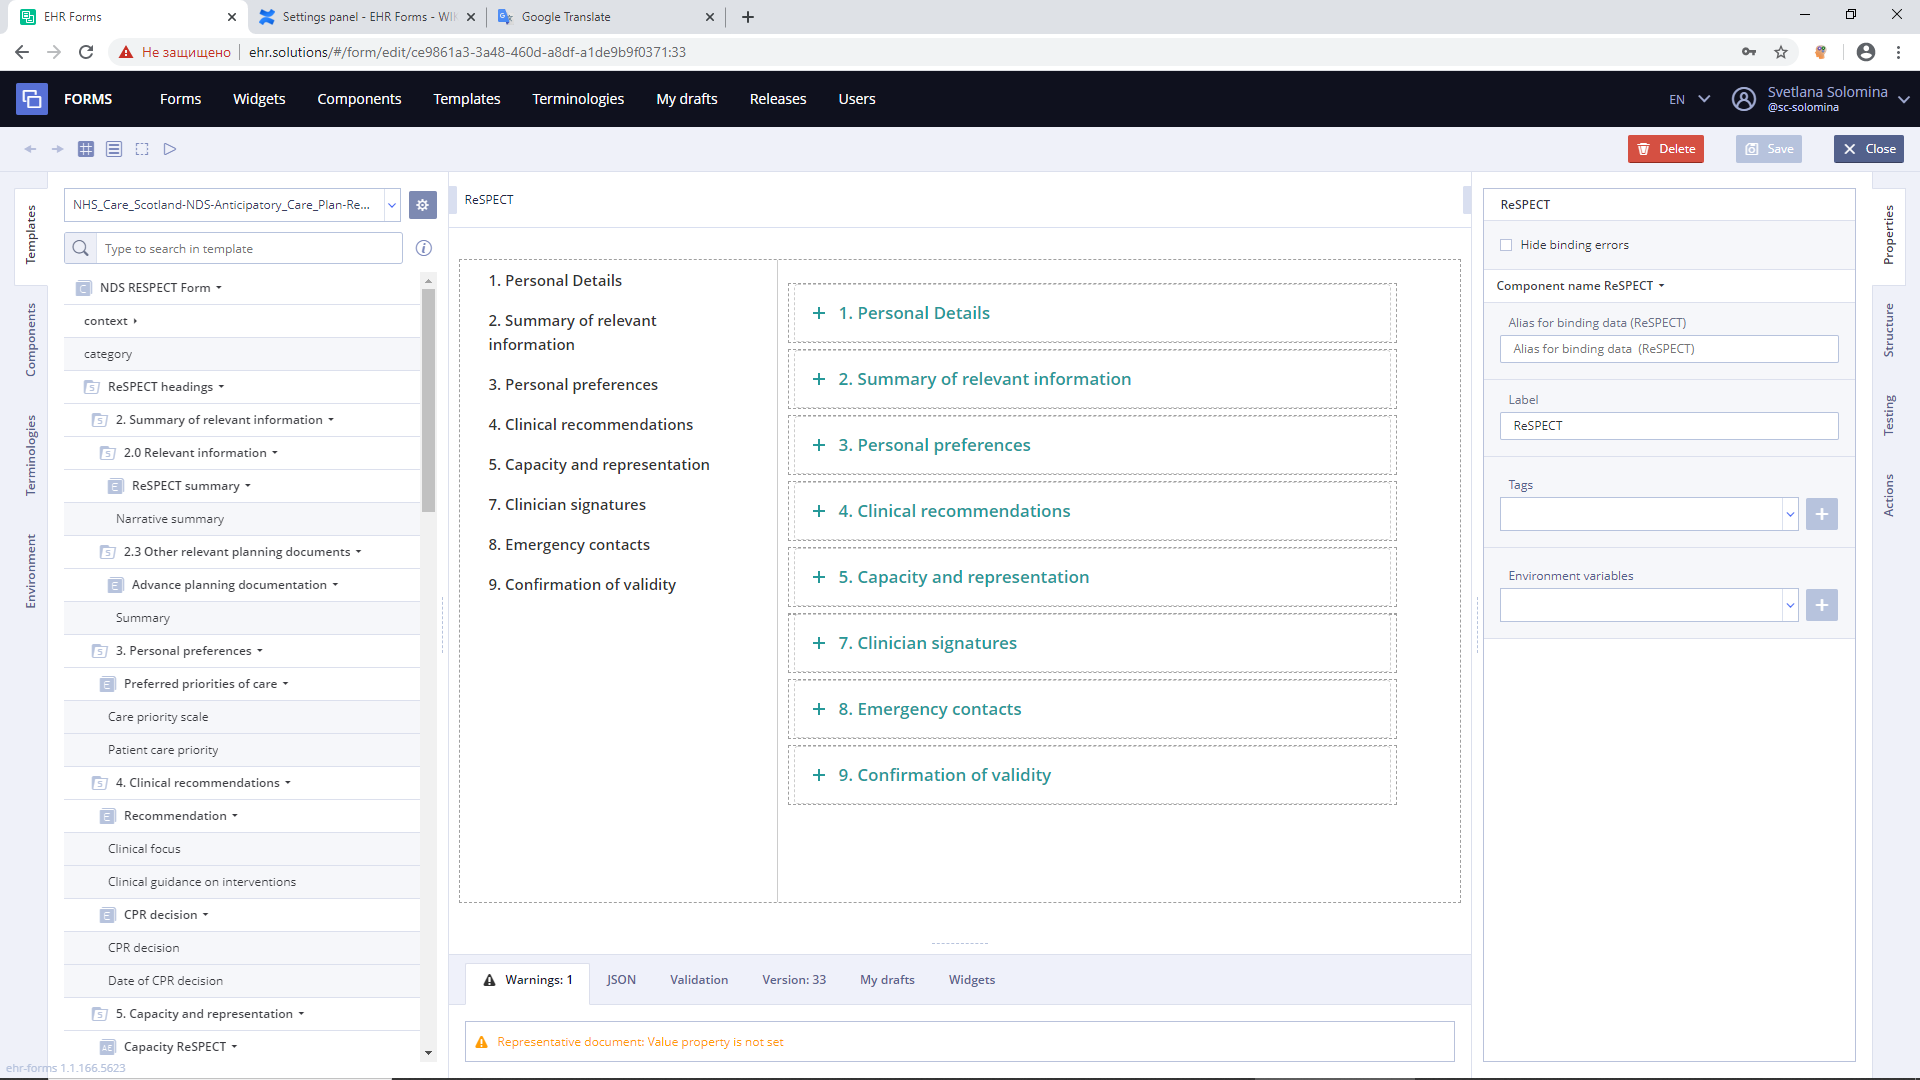 EHR Forms
Settings panel - EHR Forms - WIK
Google Translate
Не защищено
ehr.solutions/#/form/edit/ce9861a3-3a48-460d-a8df-a1de9b9f0371:33
FORMS
Forms
Widgets
Components
Templates
Terminologies
My drafts
Releases
Users
EN
Svetlana Solomina
@sc-solomina
Delete
Save
Close
Templates
Components
Terminologies
Environment
NHS_Care_Scotland-NDS-Anticipatory_Care_Plan-Re...
Type to search in template
NDS RESPECT Form
context
category
ReSPECT headings
2. Summary of relevant information
2.0 Relevant information
ReSPECT summary
Narrative summary
2.3 Other relevant planning documents
Advance planning documentation
Summary
3. Personal preferences
Preferred priorities of care
Care priority scale
Patient care priority
4. Clinical recommendations
Recommendation
Clinical focus
Clinical guidance on interventions
CPR decision
CPR decision
Date of CPR decision
5. Capacity and representation
Capacity ReSPECT
ehr-forms 1.1.166.5623
ReSPECT
1. Personal Details
2. Summary of relevant
information
3. Personal preferences
4. Clinical recommendations
5. Capacity and representation
7. Clinician signatures
8. Emergency contacts
9. Confirmation of validity
+ 1. Personal Details
+ 2. Summary of relevant information
+ 3. Personal preferences
+ 4. Clinical recommendations
+ 5. Capacity and representation
+ 7. Clinician signatures
+ 8. Emergency contacts
+ 9. Confirmation of validity
Warnings: 1
JSON
Validation
Version: 33
My drafts
Widgets
Representative document: Value property is not set
ReSPECT
Hide binding errors
Component name ReSPECT
Alias for binding data (ReSPECT)
Alias for binding data (ReSPECT)
Label
ReSPECT
Tags
Environment variables
Properties
Structure
Testing
Actions